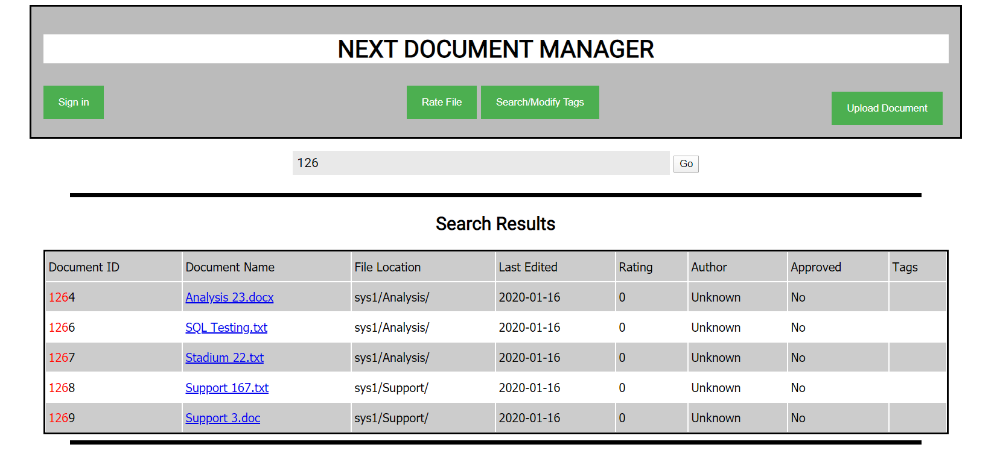 NEXT DOCUMENT MANAGER
Sign in Rate File Search/Modify Tags Upload Document
126 Go
Search Results
Document ID Document Name File Location Last Edited Rating Author Approved Tags
1264 Analysis 23.docx sys1/Analysis/ 2020-01-16 0 Unknown No
1266 SQL Testing.txt sys1/Analysis/ 2020-01-16 0 Unknown No
1267 Stadium 22.txt sys1/Analysis/ 2020-01-16 0 Unknown No
1268 Support 167.txt sys1/Support/ 2020-01-16 0 Unknown No
1269 Support 3.doc sys1/Support/ 2020-01-16 0 Unknown No